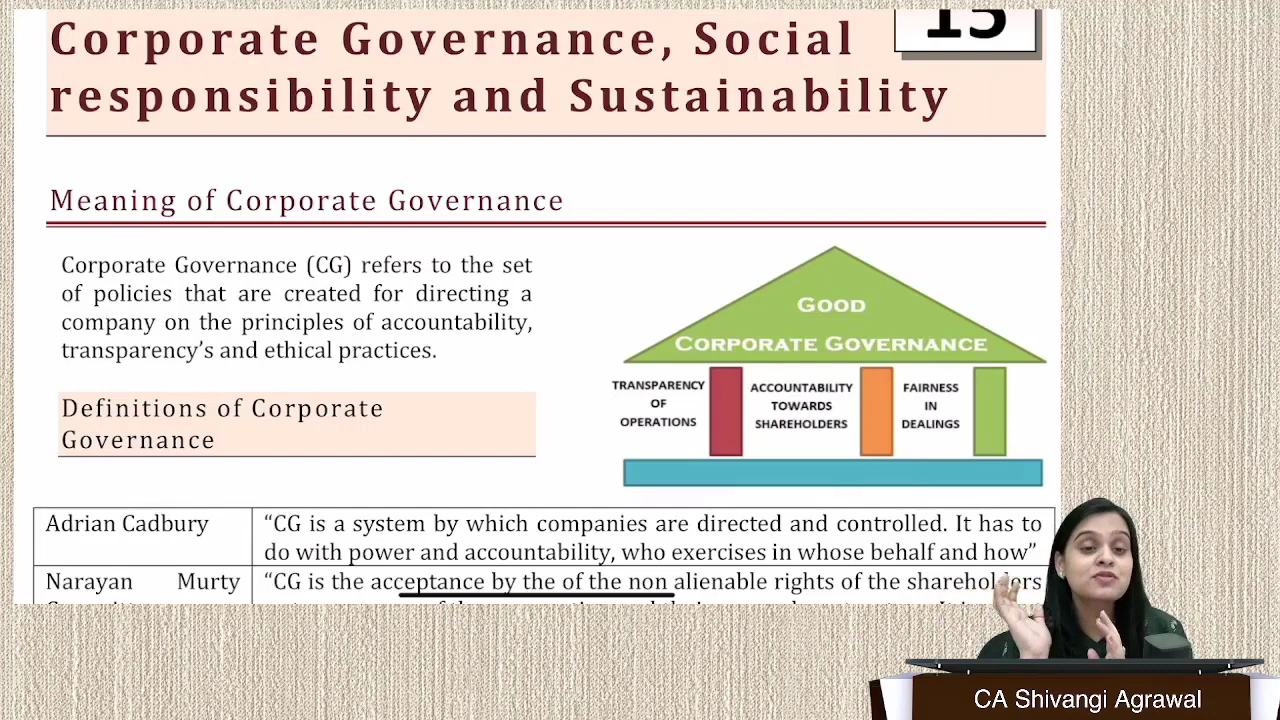 Corporate Governance, Social
responsibility and Sustainability
15
Meaning of Corporate Governance
Corporate Governance (CG) refers to the set
of policies that are created for directing a
company on the principles of accountability,
transparency's and ethical practices.
GOOD
CORPORATE GOVERNANCE
TRANSPARENCY
OF
OPERATIONS
ACCOUNTABILITY
TOWARDS
SHAREHOLDERS
FAIRNESS
IN
DEALINGS
Definitions of Corporate
Governance
Adrian Cadbury
“CG is a system by which companies are directed and controlled. It has to
do with power and accountability, who exercises in whose behalf and how”
Narayan Murty
“CG is the acceptance by the of the non alienable rights of the shareholders
CA Shivangi Agrawal